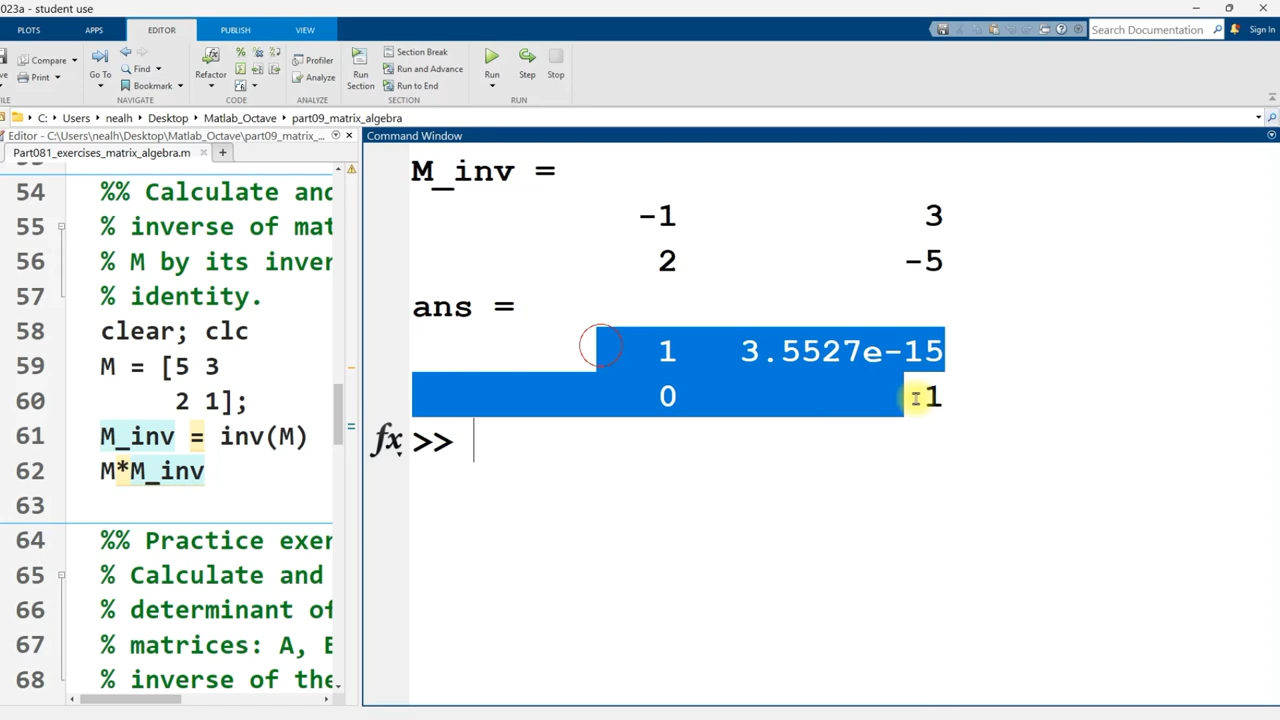 023a - student use
PLOTS APPS EDITOR PUBLISH VIEW
Search Documentation Sign In
Compare Print
Go To Find Bookmark
NAVIGATE
Refactor
CODE
Profiler
Analyze
ANALYZE
Run Section
Section Break
Run and Advance
Run to End
SECTION
Run Step Stop
RUN
C: Users nealh Desktop Matlab_Octave part09_matrix_algebra
Editor - C:\Users\nealh\Desktop\Matlab_Octave\part09_matrix_...
Part081_exercises_matrix_algebra.m
54 %% Calculate and
55 % inverse of mat
56 % M by its inver
57 % identity.
58 clear; clc
59 M = [5 3
60 2 1];
61 M_inv = inv(M)
62 M*M_inv
63
64 %% Practice exer
65 % Calculate and
66 % determinant of
67 % matrices: A, B
68 % inverse of the
Command Window
M_inv =
-1 3
2 -5
ans =
1 3.5527e-15
0 1
fx >>